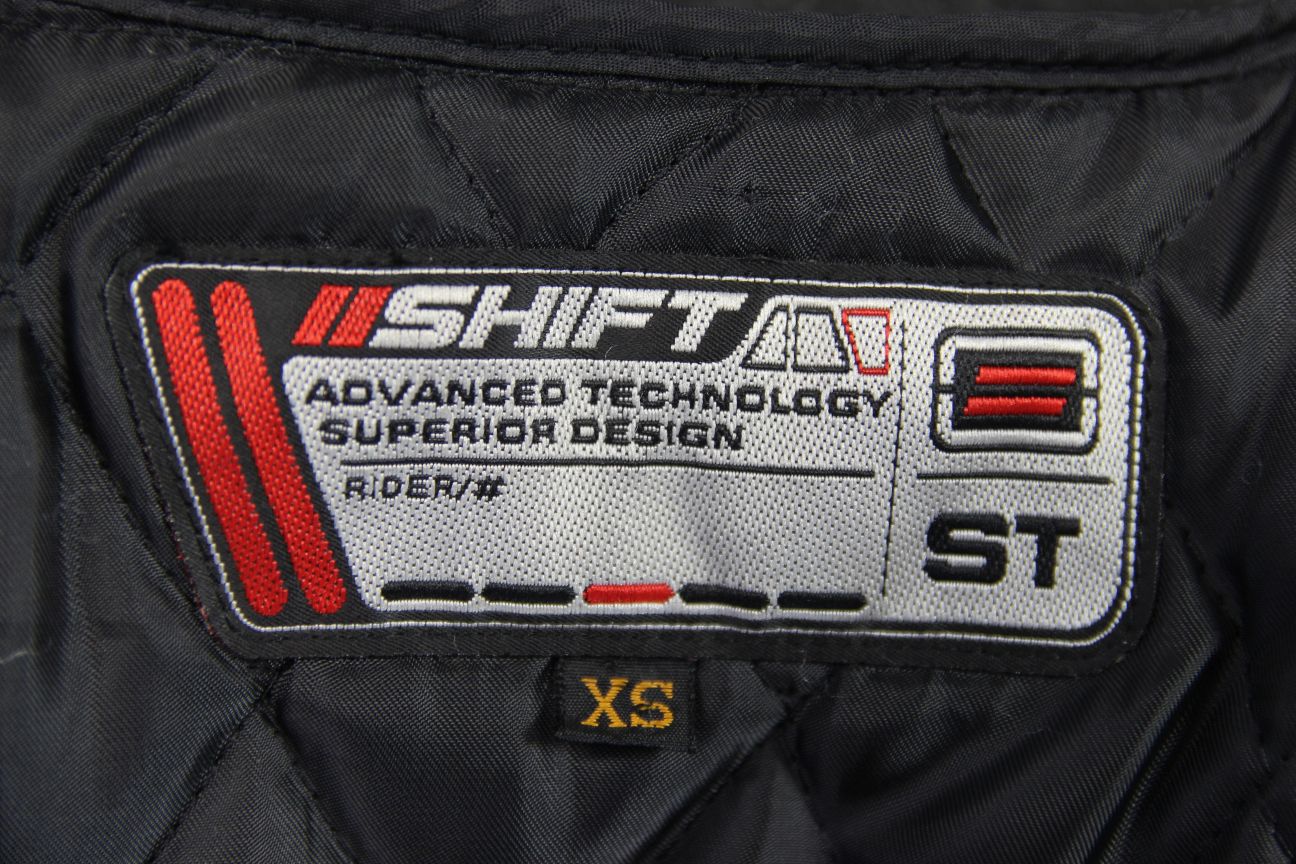 SHIFT
ADVANCED TECHNOLOGY
SUPERIOR DESIGN
RIDER/#
ST
XS